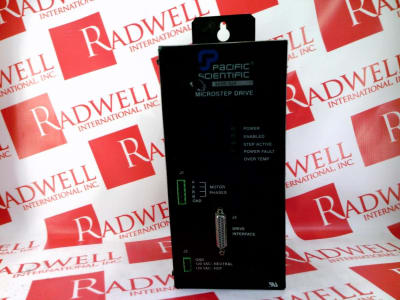 RADWELL
INTERNATIONAL, INC.
PACIFIC
SCIENTIFIC
MICROSTEP DRIVE
POWER
ENABLED
STEP ACTIVE
POWER FAULT
OVER TEMP
MOTOR
PHASES
GND
DRIVE
INTERFACE
GND
120 VAC - NEUTRAL
120 VAC - HOT